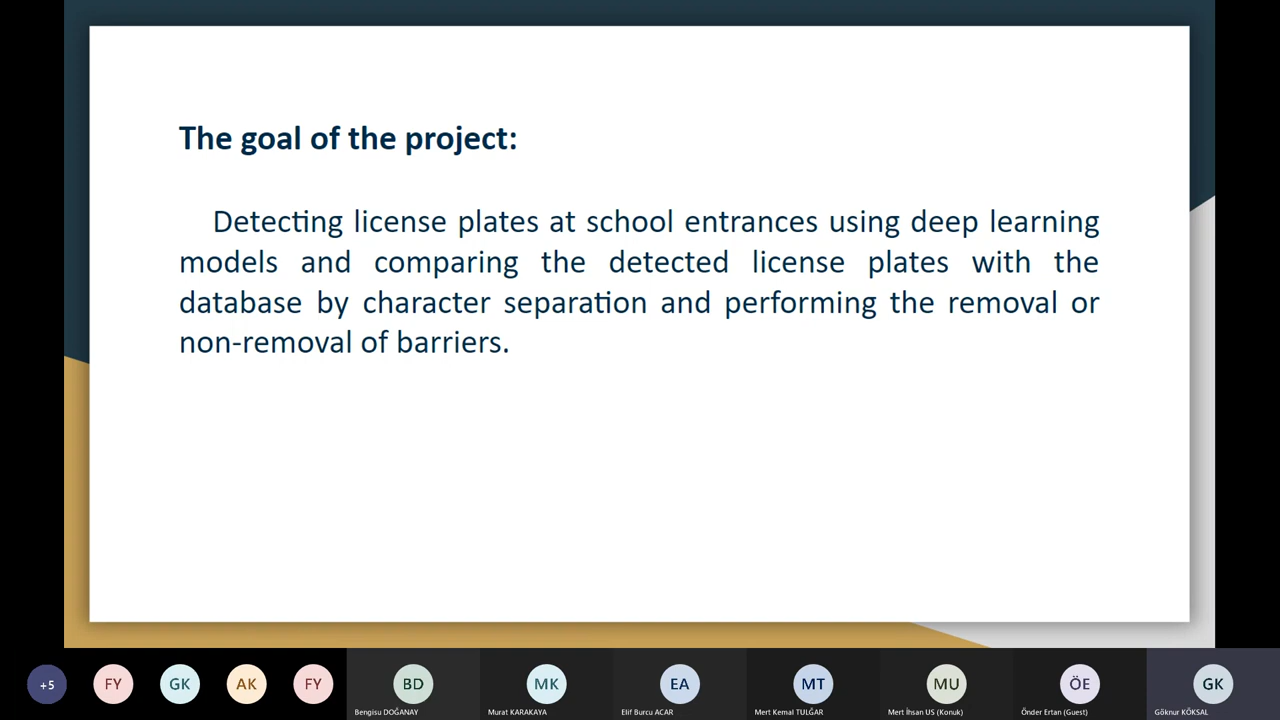 The goal of the project:
Detecting license plates at school entrances using deep learning
models and comparing the detected license plates with the
database by character separation and performing the removal or
non-removal of barriers.
+5
FY
GK
AK
FY
BD
MK
EA
MT
MU
ÖE
GK
Bengisu DOĞANAY
Murat KARAKAYA
Elif Burcu ACAR
Mert Kemal TULĞAR
Mert İhsan US (Konuk)
Önder Ertan (Guest)
Göknur KÖKSAL